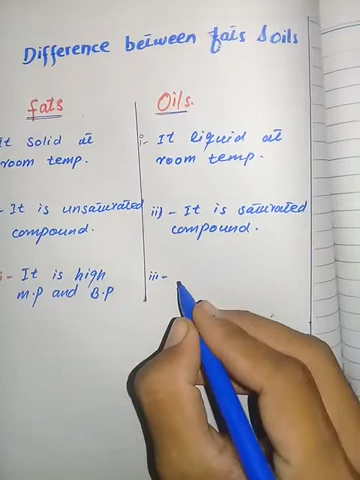 Difference between fats & oils
fats
It solid at
room temp.
- It is unsaturated
compound.
i- It is high
M.P and B.P
Oils.
i- It liquid at
room temp.
ii) - It is saturated
compound.
iii-